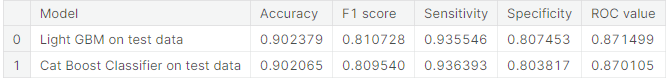 Model Accuracy F1 score Sensitivity Specificity ROC value
0 Light GBM on test data 0.902379 0.810728 0.935546 0.807453 0.871499
1 Cat Boost Classifier on test data 0.902065 0.809540 0.936393 0.803817 0.870105